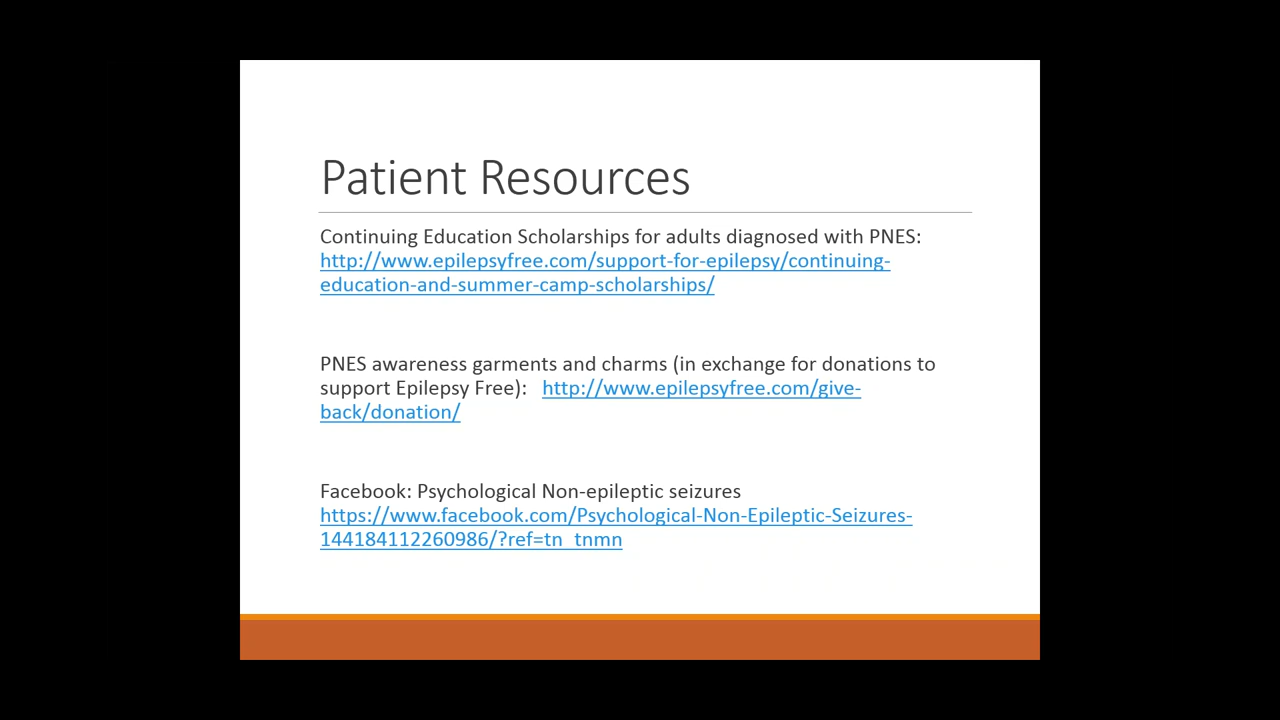 Patient Resources
Continuing Education Scholarships for adults diagnosed with PNES:
http://www.epilepsyfree.com/support-for-epilepsy/continuing-
education-and-summer-camp-scholarships/
PNES awareness garments and charms (in exchange for donations to
support Epilepsy Free): http://www.epilepsyfree.com/give-
back/donation/
Facebook: Psychological Non-epileptic seizures
https://www.facebook.com/Psychological-Non-Epileptic-Seizures-
144184112260986/?ref=tn_tnmn